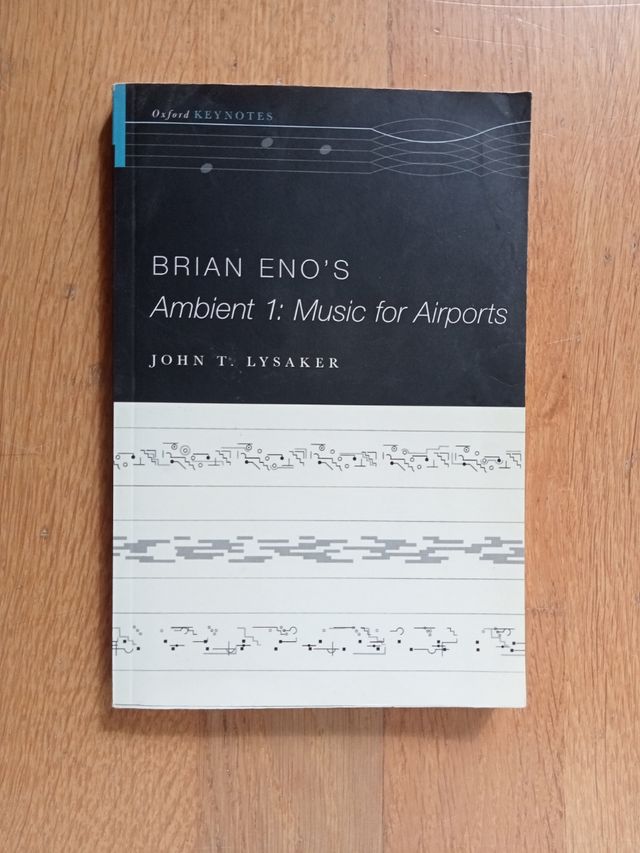 Oxford KEYNOTES
BRIAN ENO'S
Ambient 1: Music for Airports
JOHN T. LYSAKER